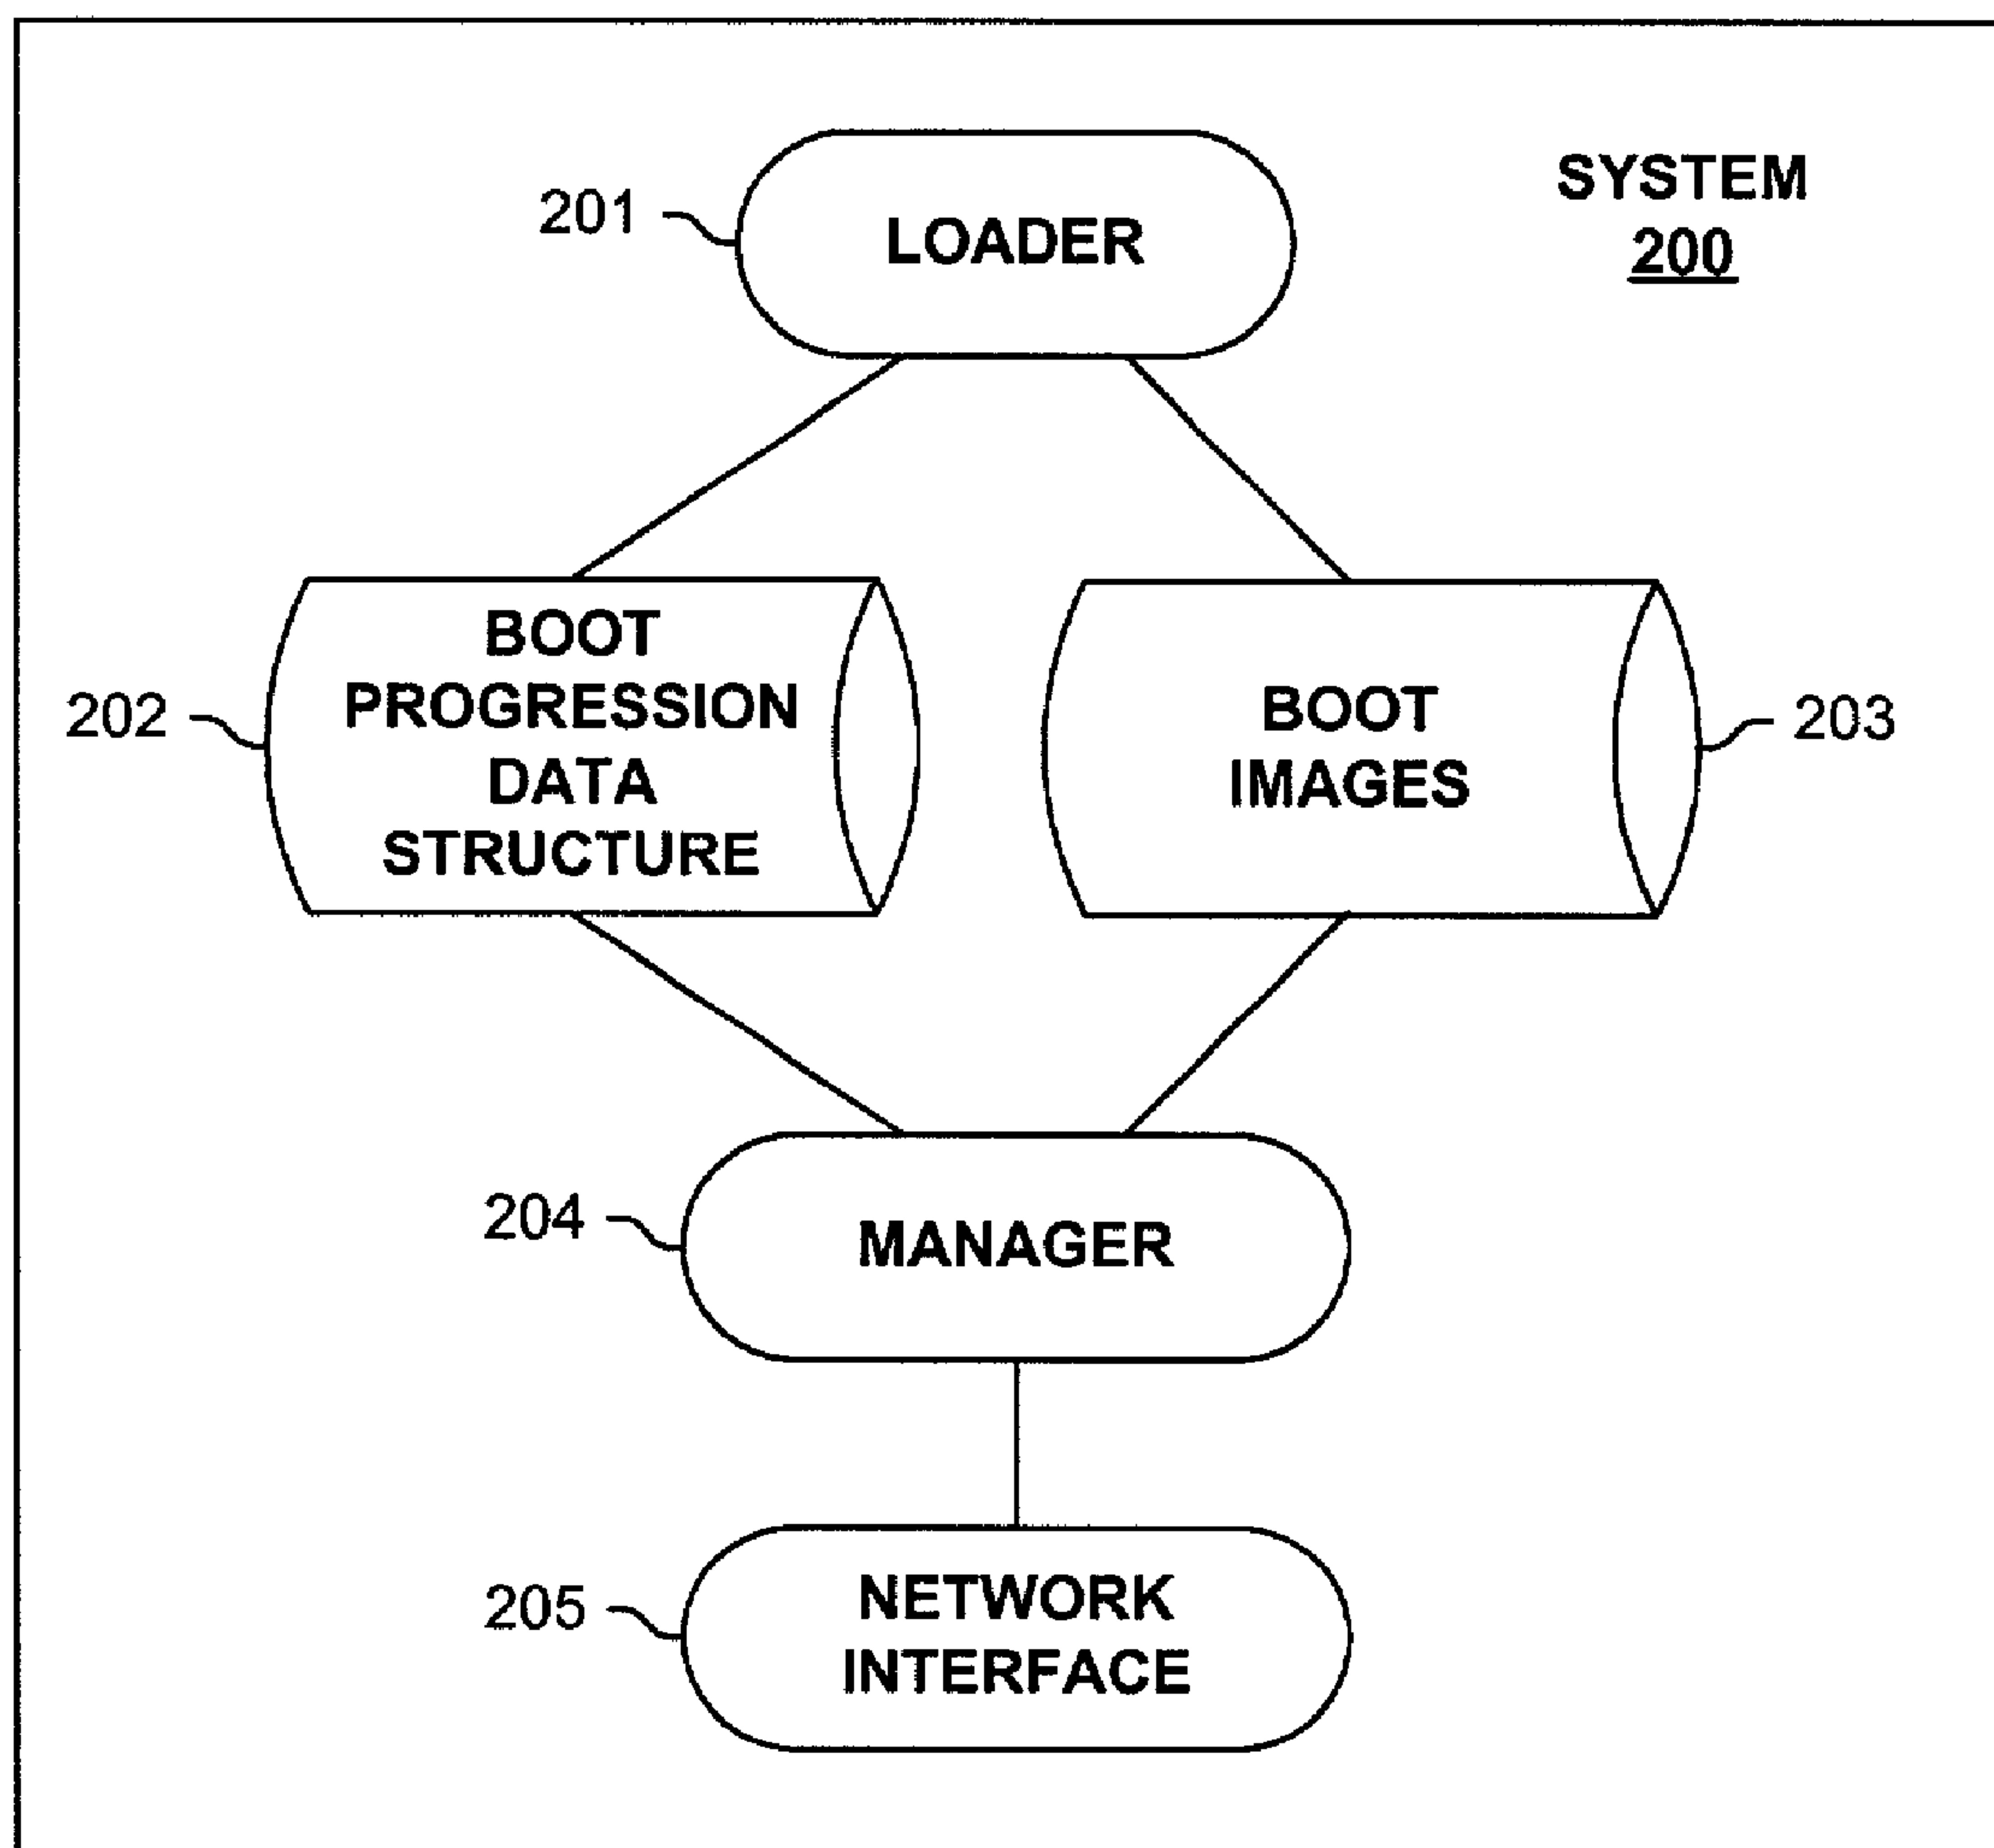 SYSTEM
200
201
LOADER
BOOT
PROGRESSION
DATA
STRUCTURE
202
BOOT
IMAGES
203
204
MANAGER
205
NETWORK
INTERFACE